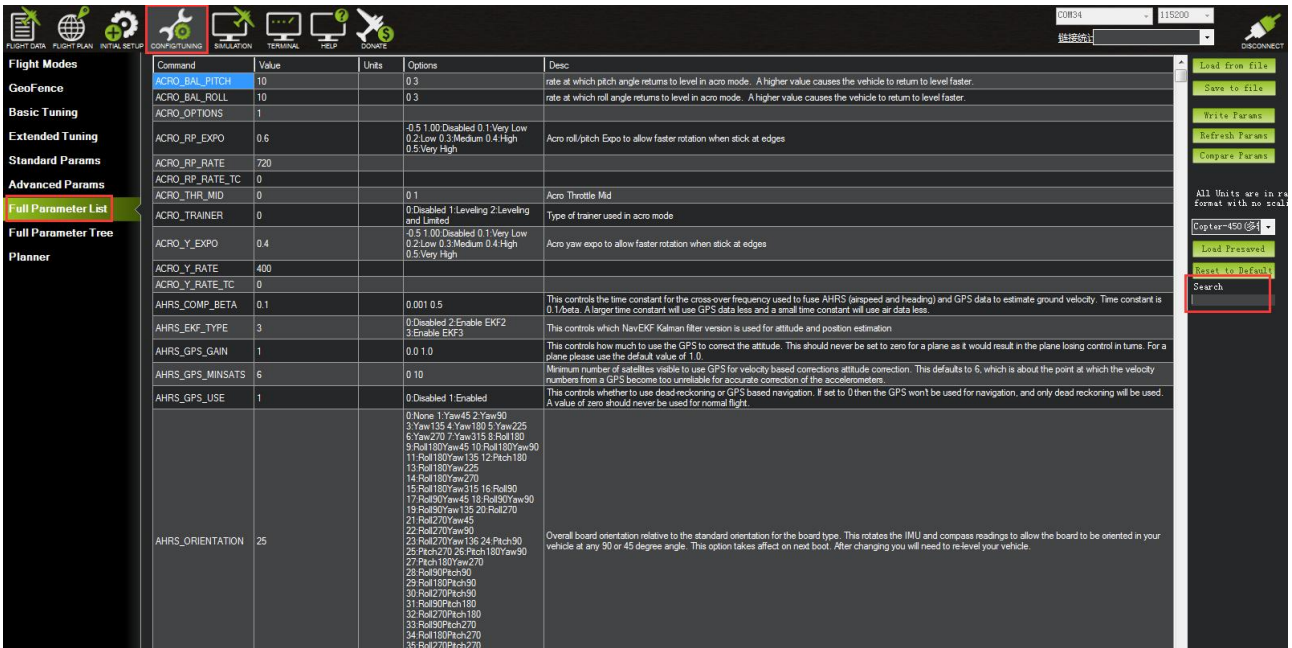 COM34
115200
链接统计
FLIGHT DATA FLIGHT PLAN INITIAL SETUP CONFIG/TUNING SIMULATION TERMINAL HELP DONATE
DISCONNECT
Flight Modes
GeoFence
Basic Tuning
Extended Tuning
Standard Params
Advanced Params
Full Parameter List
Full Parameter Tree
Planner
Command Value Units Options Desc
ACRO_BAL_PITCH 10 0 3 rate at which pitch angle returns to level in acro mode. A higher value causes the vehicle to return to level faster.
ACRO_BAL_ROLL 10 0 3 rate at which roll angle returns to level in acro mode. A higher value causes the vehicle to return to level faster.
ACRO_OPTIONS 1
-0.5 1.00:Disabled 0.1:Very Low
ACRO_RP_EXPO 0.6 0.2:Low 0.3:Medium 0.4:High Acro roll/pitch Expo to allow faster rotation when stick at edges
0.5:Very High
ACRO_RP_RATE 720
ACRO_RP_RATE_TC 0
ACRO_THR_MID 0 0 1 Acro Throttle Mid
ACRO_TRAINER 0 0:Disabled 1:Leveling 2:Leveling Type of trainer used in acro mode
and Limited
-0.5 1.00:Disabled 0.1:Very Low
ACRO_Y_EXPO 0.4 0.2:Low 0.3:Medium 0.4:High Acro yaw expo to allow faster rotation when stick at edges
0.5:Very High
ACRO_Y_RATE 400
ACRO_Y_RATE_TC 0
AHRS_COMP_BETA 0.1 0.001 0.5 This controls the time constant for the cross-over frequency used to fuse AHRS (airspeed and heading) and GPS data to estimate ground velocity. Time constant is
0.1/beta. A larger time constant will use GPS data less and a small time constant will use air data less.
AHRS_EKF_TYPE 3 0:Disabled 2:Enable EKF2 This controls which NavEKF Kalman filter version is used for attitude and position estimation
3:Enable EKF3
AHRS_GPS_GAIN 1 0.0 1.0 This controls how much to use the GPS to correct the attitude. This should never be set to zero for a plane as it would result in the plane losing control in turns. For a
plane please use the default value of 1.0.
AHRS_GPS_MINSATS 6 0 10 Minimum number of satellites visible to use GPS for velocity based corrections attitude correction. This defaults to 6, which is about the point at which the velocity
numbers from a GPS become too unreliable for accurate correction of the accelerometers.
AHRS_GPS_USE 1 0:Disabled 1:Enabled This controls whether to use dead-reckoning or GPS based navigation. If set to 0 then the GPS won't be used for navigation, and only dead reckoning will be used.
A value of zero should never be used for normal flight.
0:None 1:Yaw45 2:Yaw90
3:Yaw135 4:Yaw180 5:Yaw225
6:Yaw270 7:Yaw315 8:Roll180
9:Roll180Yaw45 10:Roll180Yaw90
11:Roll180Yaw135 12:Pitch180
13:Roll180Yaw225
14:Roll180Yaw270
15:Roll180Yaw315 16:Roll90
17:Roll90Yaw45 18:Roll90Yaw90
19:Roll90Yaw135 20:Roll270
21:Roll270Yaw45
22:Roll270Yaw90
AHRS_ORIENTATION 25 23:Roll270Yaw136 24:Pitch90
25:Pitch270 26:Pitch180Yaw90
27:Pitch180Yaw270
28:Roll90Pitch90
29:Roll180Pitch90
30:Roll270Pitch90
31:Roll90Pitch180
32:Roll270Pitch180
33:Roll90Pitch270
34:Roll180Pitch270
35:Roll270Pitch270
Overall board orientation relative to the standard orientation for the board type. This rotates the IMU and compass readings to allow the board to be oriented in your
vehicle at any 90 or 45 degree angle. This option takes affect on next boot. After changing you will need to re-level your vehicle.
Load from file
Save to file
Write Params
Refresh Params
Compare Params
All Units are in ra
format with no scali
Copter-450(多
Load Presaved
Reset to Default
Search